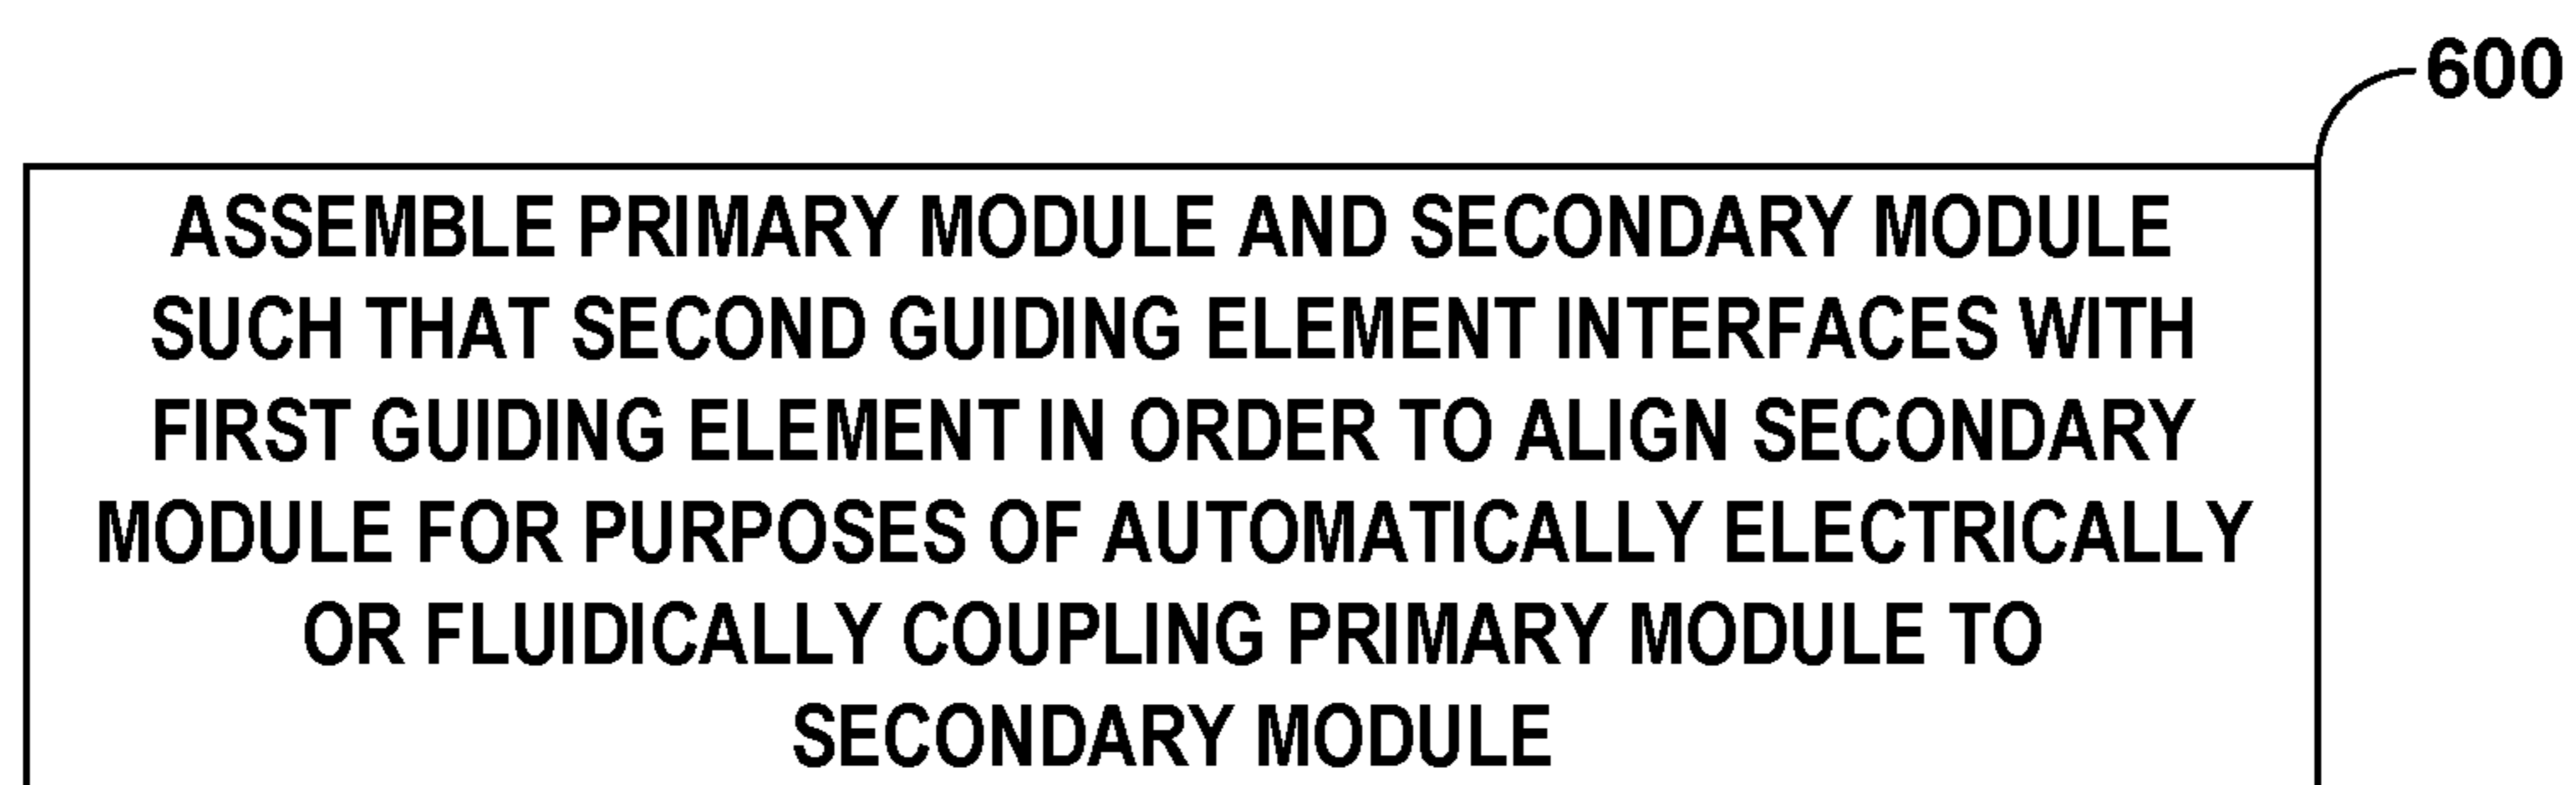 600
ASSEMBLE PRIMARY MODULE AND SECONDARY MODULE
SUCH THAT SECOND GUIDING ELEMENT INTERFACES WITH
FIRST GUIDING ELEMENT IN ORDER TO ALIGN SECONDARY
MODULE FOR PURPOSES OF AUTOMATICALLY ELECTRICALLY
OR FLUIDICALLY COUPLING PRIMARY MODULE TO
SECONDARY MODULE